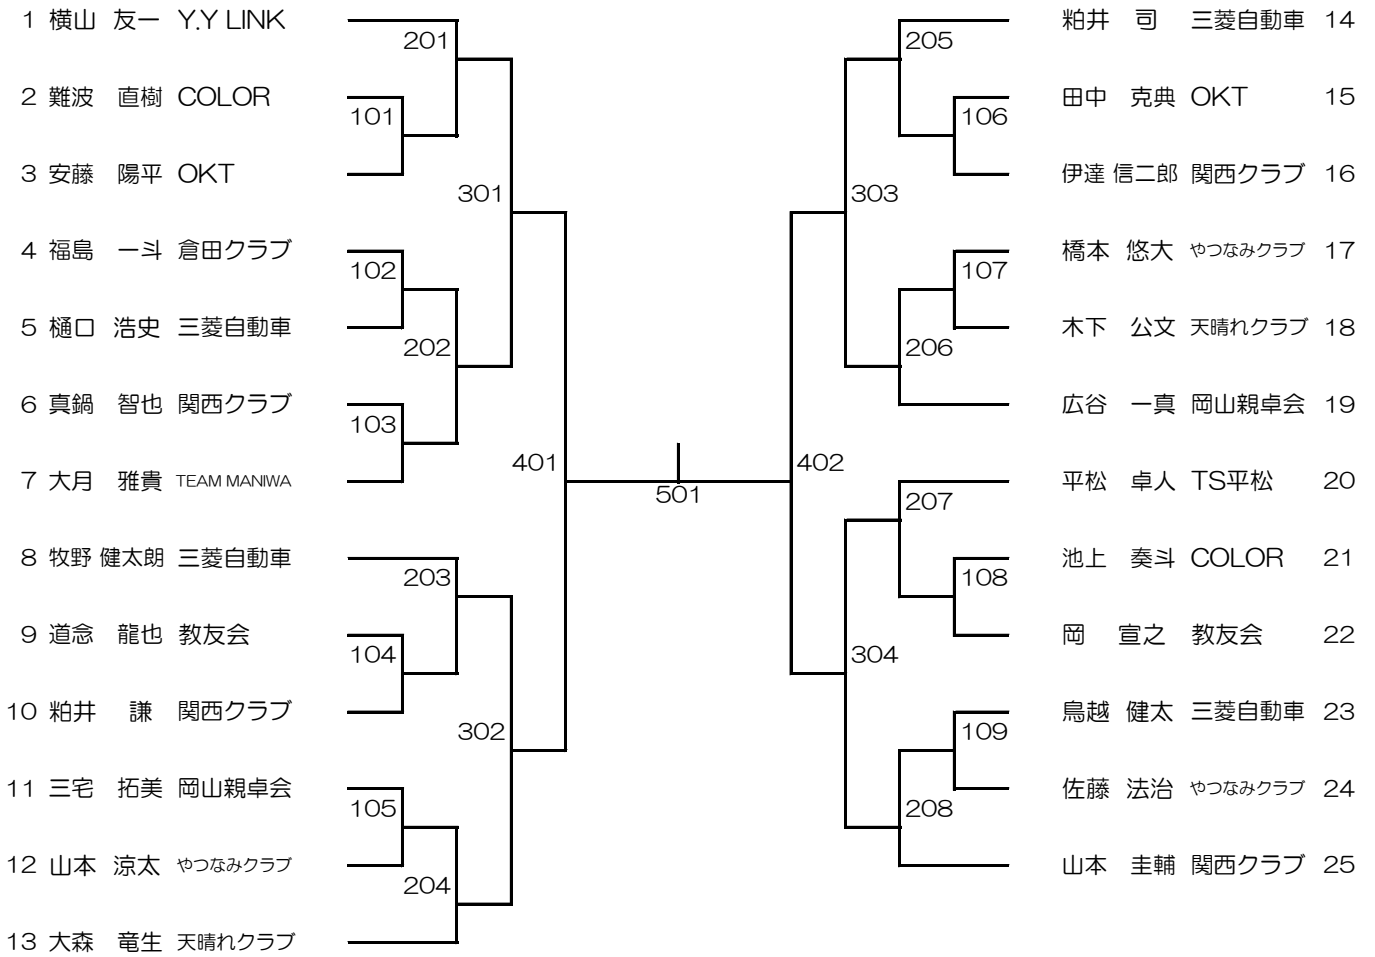 1 横山 友一 Y.Y LINK
201
2 難波 直樹 COLOR
101
3 安藤 陽平 OKT
301
4 福島 一斗 倉田クラブ
102
5 樋口 浩史 三菱自動車
202
6 真鍋 智也 関西クラブ
103
401
7 大月 雅貴 TEAM MANIWA
8 牧野 健太朗 三菱自動車
203
9 道念 龍也 教友会
104
10 粕井 謙 関西クラブ
302
11 三宅 拓美 岡山親卓会
105
12 山本 涼太 やつなみクラブ
204
13 大森 竜生 天晴れクラブ
501
粕井 司 三菱自動車 14
205
田中 克典 OKT 15
106
伊達 信二郎 関西クラブ 16
303
橋本 悠大 やつなみクラブ 17
107
木下 公文 天晴れクラブ 18
206
広谷 一真 岡山親卓会 19
402
平松 卓人 TS平松 20
207
池上 奏斗 COLOR 21
108
岡 宣之 教友会 22
304
鳥越 健太 三菱自動車 23
109
佐藤 法治 やつなみクラブ 24
208
山本 圭輔 関西クラブ 25